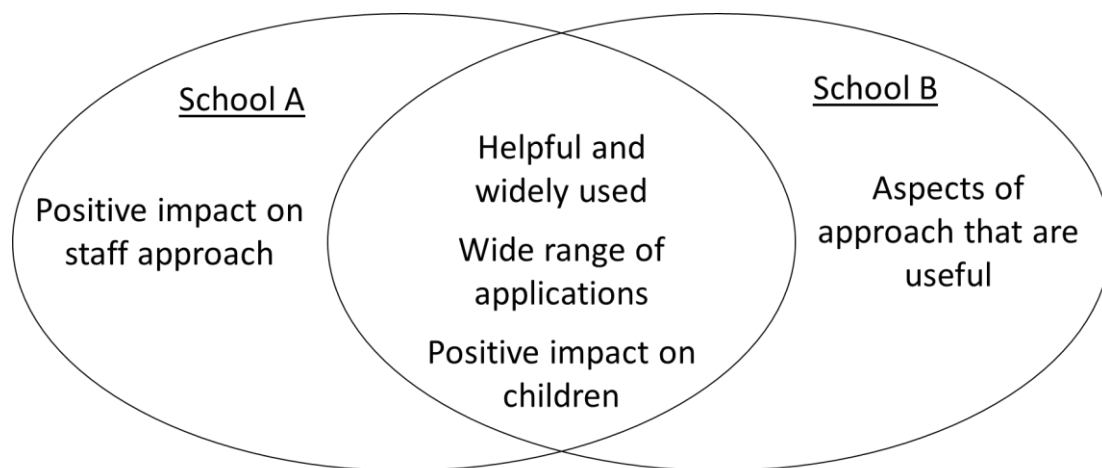 School A
Positive impact on
staff approach
Helpful and
widely used
Wide range of
applications
Positive impact on
children
School B
Aspects of
approach that are
useful